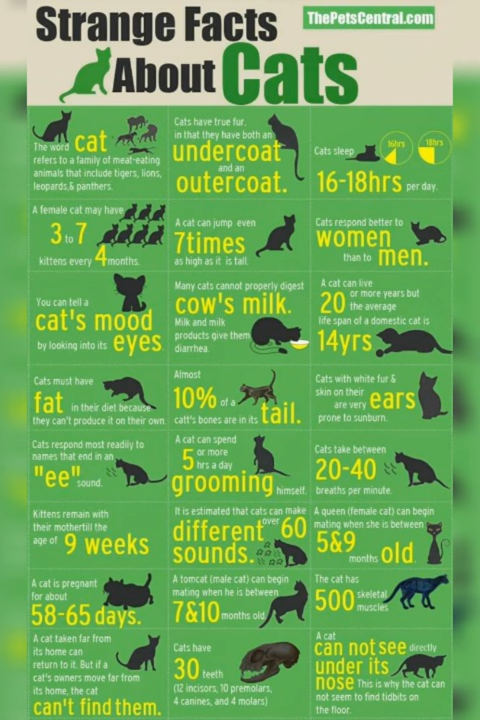 Strange Facts
ThePetsCentral.com
About Cats
The word cat
refers to a family of meat-eating
animals that include tigers, lions,
leopards,& panthers.
Cats have true fur,
in that they have both an
undercoat
and an
outercoat.
Cats sleep
16hrs
18hrs
16-18hrs per day.
A female cat may have
3 to 7
kittens every 4 months.
A cat can jump even
7times
as high as it is tall.
Cats respond better to
women
than to men.
You can tell a
cat's mood
by looking into its eyes.
Many cats cannot properly digest
cow's milk.
Milk and milk
products give them
diarrhea.
A cat can live
20 or more years but
the average
life span of a domestic cat is
14yrs
Cats must have
fat in their diet because
they can't produce it on their own.
Almost
10% of a
catt's bones are in its tail.
Cats with white fur &
skin on their
are very ears
prone to sunburn.
Cats respond most readiiy to
names that end in an
"ee" sound.
A cat can spend
5 or more
hrs a day
grooming himself.
Cats take between
20-40
breaths per minute.
Kittens remain with
their mothertill the
age of 9 weeks
It is estimated that cats can make
different over 60
sounds.
A queen (female cat) can begin
mating when she is between
5&9
months old.
A cat is pregnant
for about
58-65 days.
A tomcat (male cat) can begin
mating when he is between
7&10 months old.
The cat has
500 skeletal
muscles
A cat taken far from
its home can
return to it. But if a
cat's owners move far from
its home, the cat
can't find them.
Cats have
30 teeth
(12 incisors, 10 premolars,
4 canines, and 4 molars)
A cat
can not see directly
under its
nose This is why the cat can
not seem to find tidbits on
the floor.